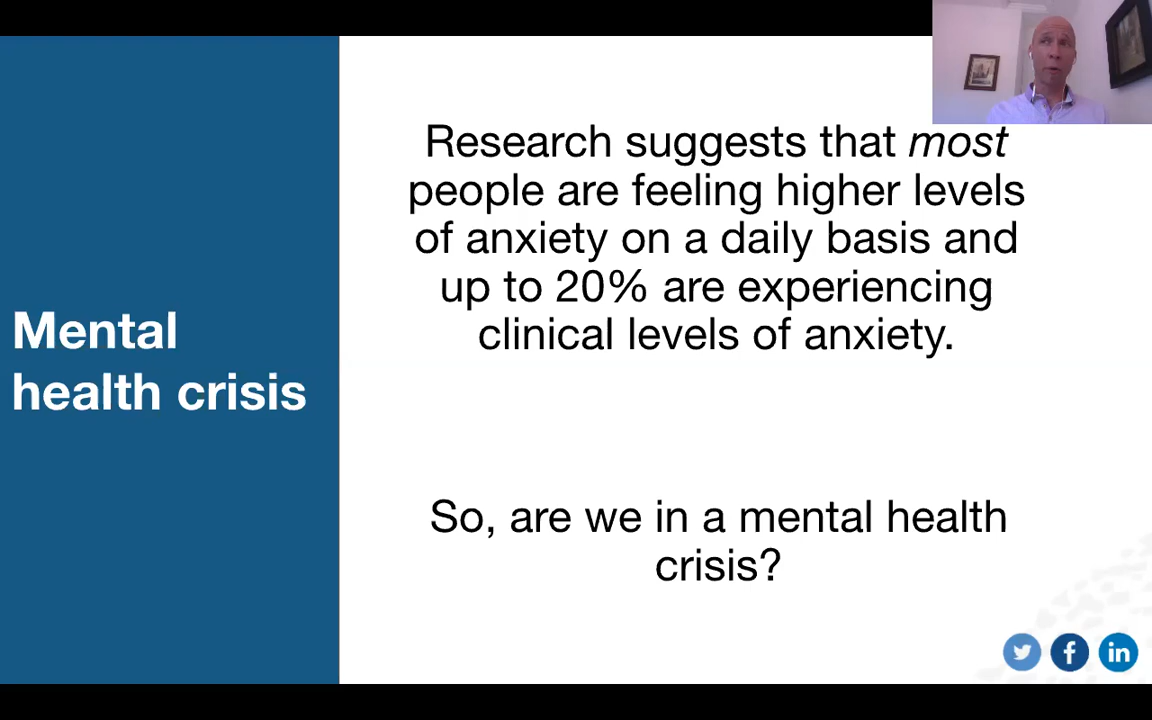 Mental
health crisis
Research suggests that most
people are feeling higher levels
of anxiety on a daily basis and
up to 20% are experiencing
clinical levels of anxiety.
So, are we in a mental health
crisis?
f
in